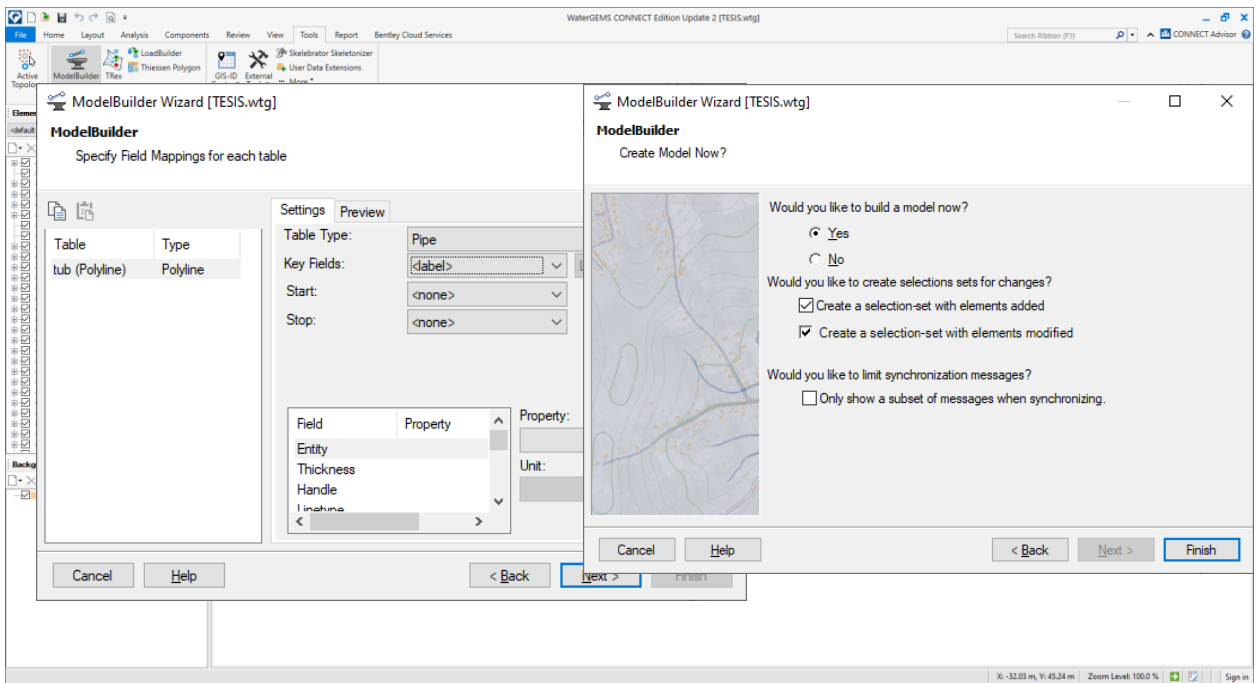 WaterGEMS CONNECT Edition Update 2 [TESIS.wtg]
File Home Layout Analysis Components Review View Tools Report Bentley Cloud Services
Search Ribbon (F3) CONNECT Advisor
Active
ModelBuilder TRex
LoadBuilder
Thiessen Polygon
GIS-ID External
Skelebrator Skeletonizer
User Data Extensions
More
ModelBuilder Wizard [TESIS.wtg]
ModelBuilder
Specify Field Mappings for each table
Table Type
tub (Polyline) Polyline
Settings Preview
Table Type: Pipe
Key Fields: <label>
Start: <none>
Stop: <none>
Field Property
Entity
Thickness
Handle
Linetype
Property:
Unit:
Cancel Help < Back Next > Finish
ModelBuilder Wizard [TESIS.wtg]
ModelBuilder
Create Model Now?
Would you like to build a model now?
Yes
No
Would you like to create selections sets for changes?
Create a selection-set with elements added
Create a selection-set with elements modified
Would you like to limit synchronization messages?
Only show a subset of messages when synchronizing.
Cancel Help < Back Next > Finish
X: -32.03 m, Y: 45.24 m Zoom Level: 100.0 % Sign in